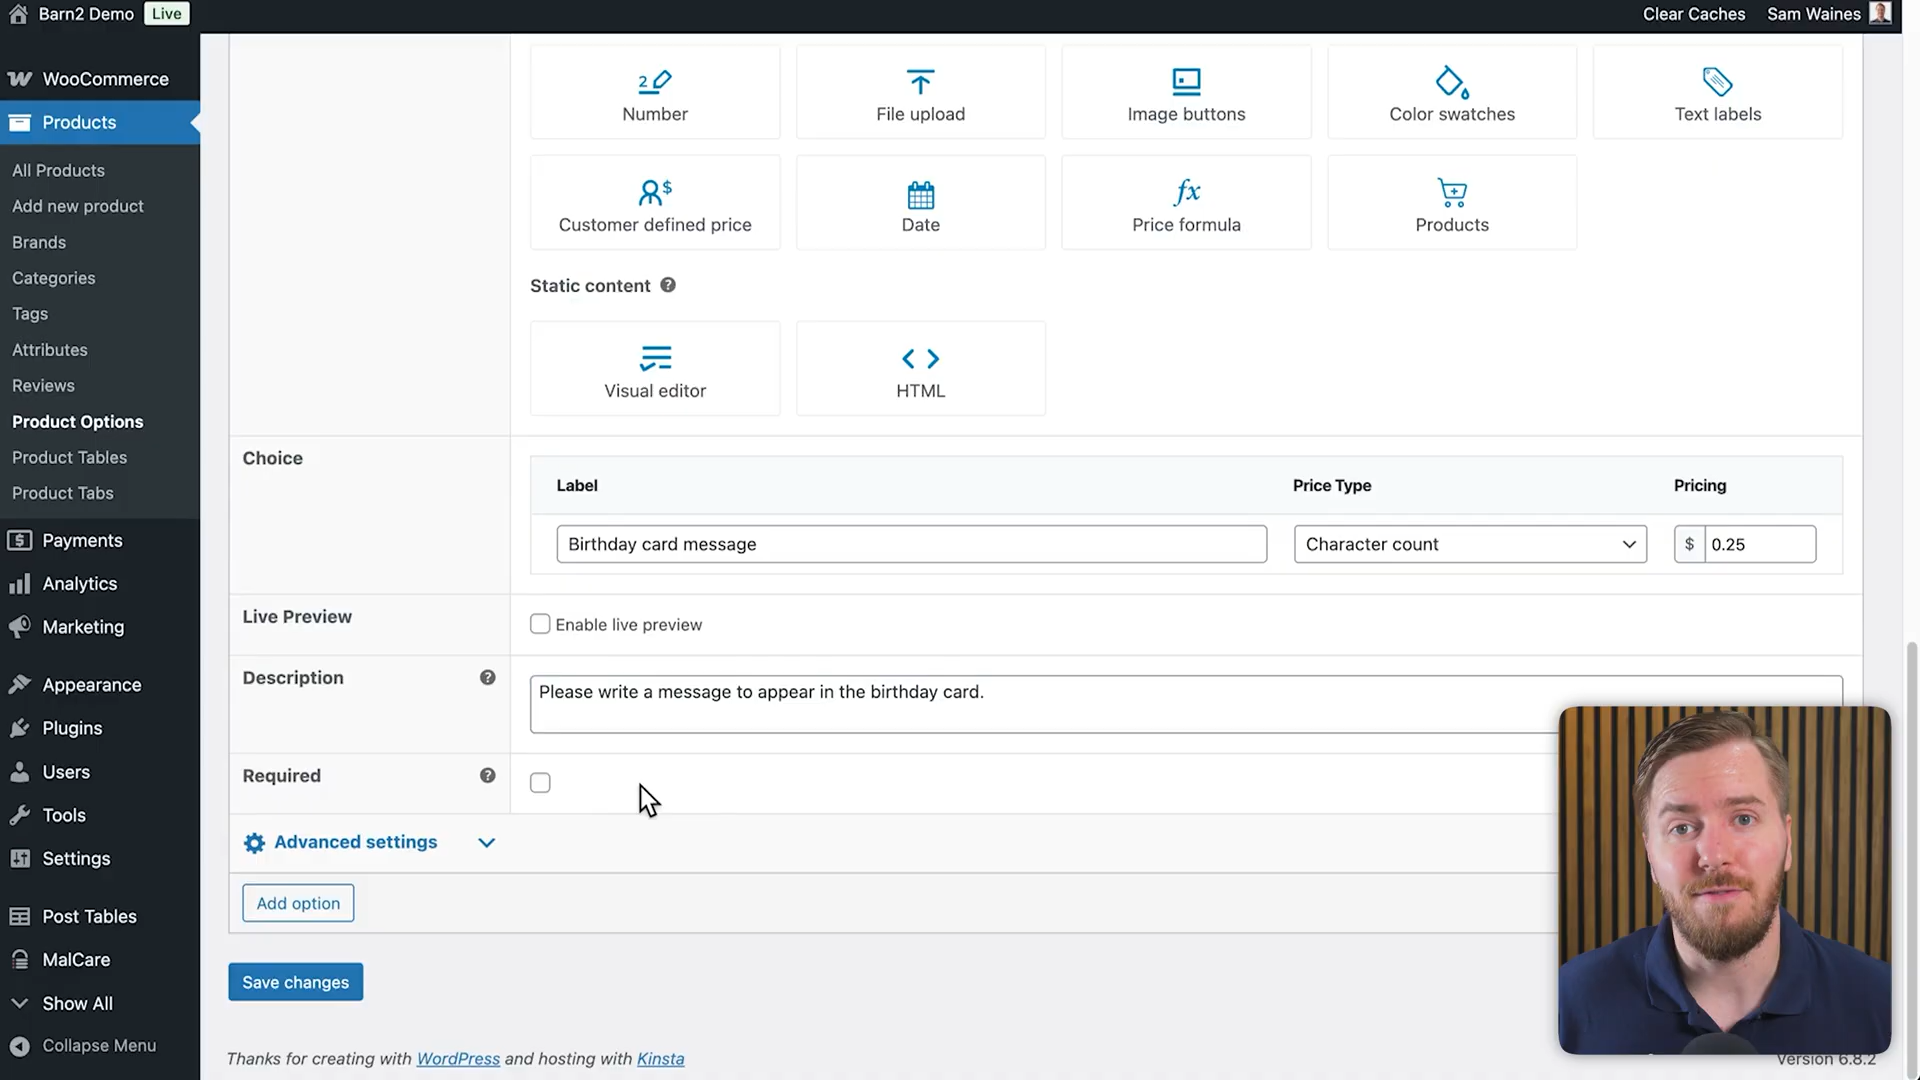 Barn2 Demo Live Clear Caches Sam Waines
WooCommerce
Products
All Products
Add new product
Brands
Categories
Tags
Attributes
Reviews
Product Options
Product Tables
Product Tabs
Payments
Analytics
Marketing
Appearance
Plugins
Users
Tools
Settings
Post Tables
MalCare
Show All
Collapse Menu
Number File upload Image buttons Color swatches Text labels
Customer defined price Date Price formula Products
Static content
Visual editor HTML
Choice
Label Price Type Pricing
Birthday card message Character count $ 0.25
Live Preview Enable live preview
Description Please write a message to appear in the birthday card.
Required
Advanced settings
Add option
Save changes
Thanks for creating with WordPress and hosting with Kinsta Version 6.8.2